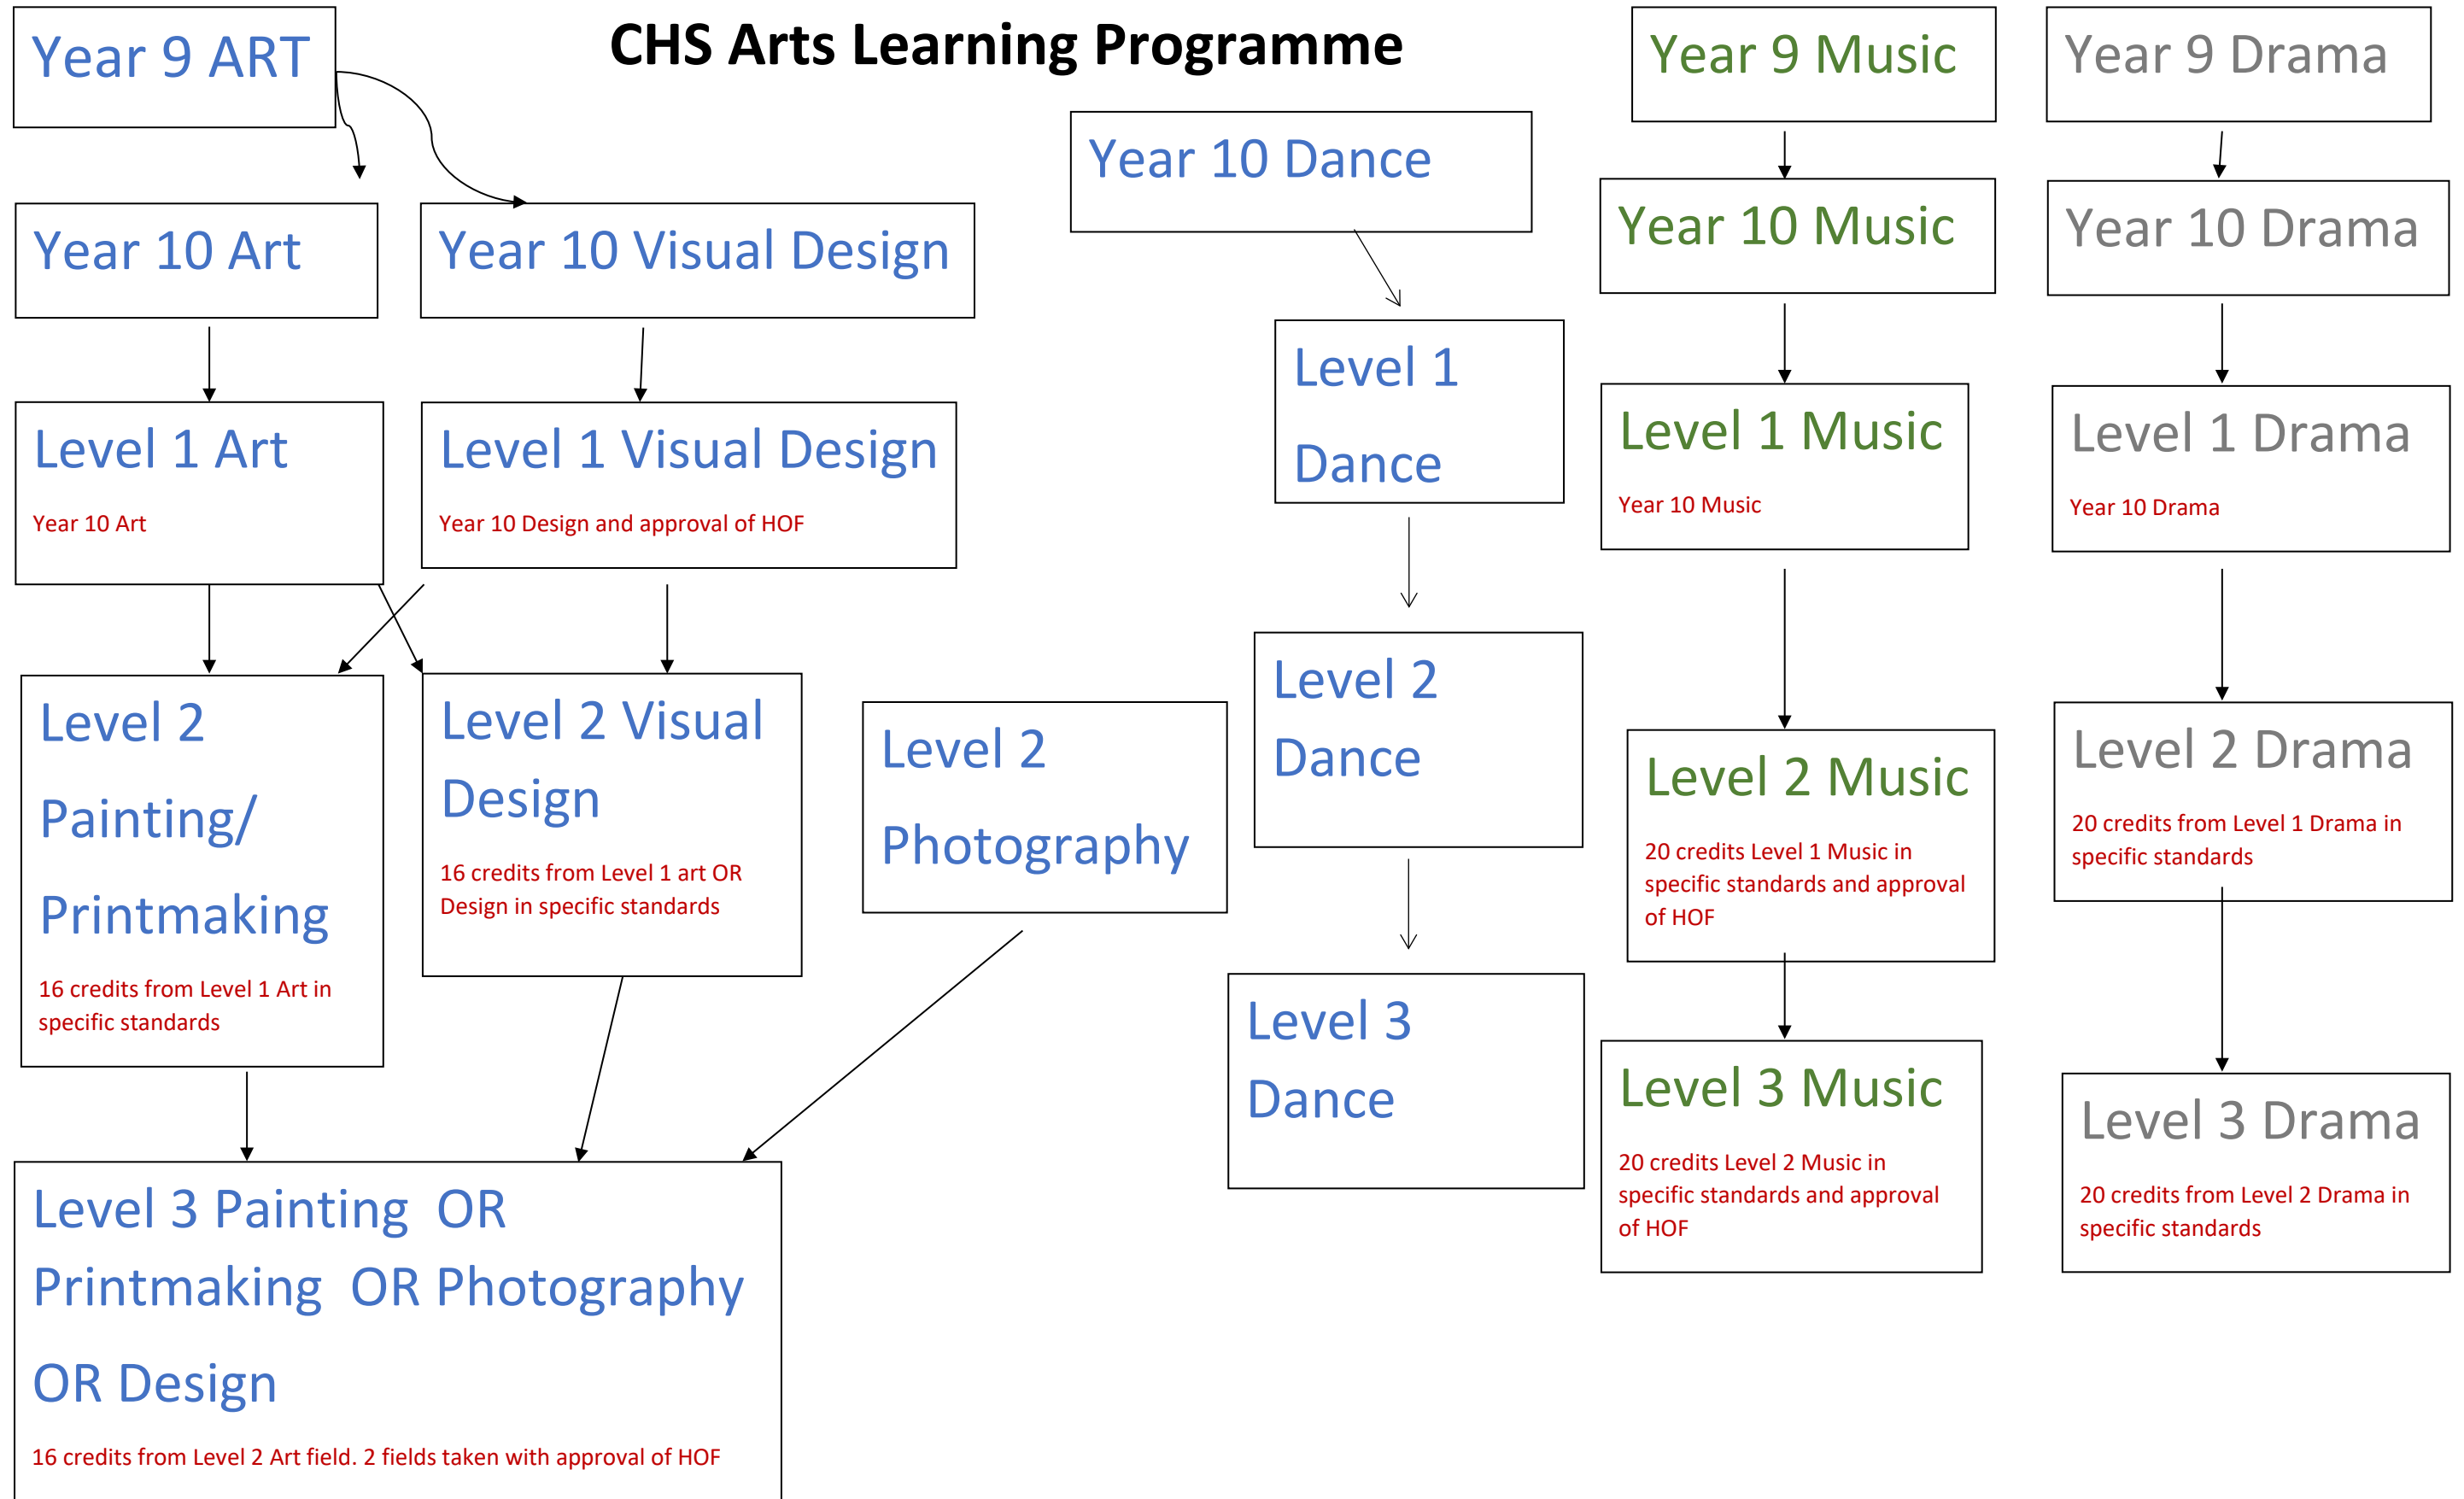 CHS Arts Learning Programme
Year 9 ART
Year 10 Art
Year 10 Visual Design
Level 1 Art
Year 10 Art
Level 1 Visual Design
Year 10 Design and approval of HOF
Level 2
Painting/
Printmaking
16 credits from Level 1 Art in
specific standards
Level 2 Visual
Design
16 credits from Level 1 art OR
Design in specific standards
Level 2
Photography
Level 3 Painting OR
Printmaking OR Photography
OR Design
16 credits from Level 2 Art field. 2 fields taken with approval of HOF
Year 10 Dance
Level 1
Dance
Level 2
Dance
Level 3
Dance
Year 9 Music
Year 10 Music
Level 1 Music
Year 10 Music
Level 2 Music
20 credits Level 1 Music in
specific standards and approval
of HOF
Level 3 Music
20 credits Level 2 Music in
specific standards and approval
of HOF
Year 9 Drama
Year 10 Drama
Level 1 Drama
Year 10 Drama
Level 2 Drama
20 credits from Level 1 Drama in
specific standards
Level 3 Drama
20 credits from Level 2 Drama in
specific standards